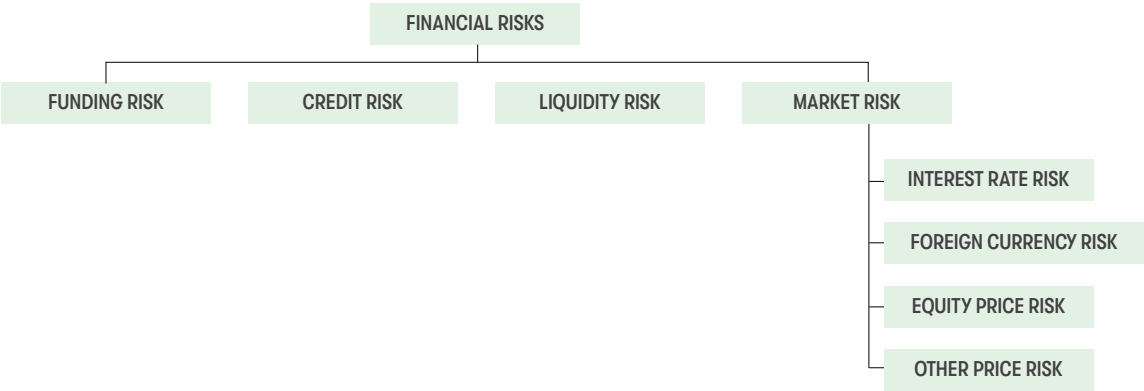 FINANCIAL RISKS
FUNDING RISK
CREDIT RISK
LIQUIDITY RISK
MARKET RISK
INTEREST RATE RISK
FOREIGN CURRENCY RISK
EQUITY PRICE RISK
OTHER PRICE RISK